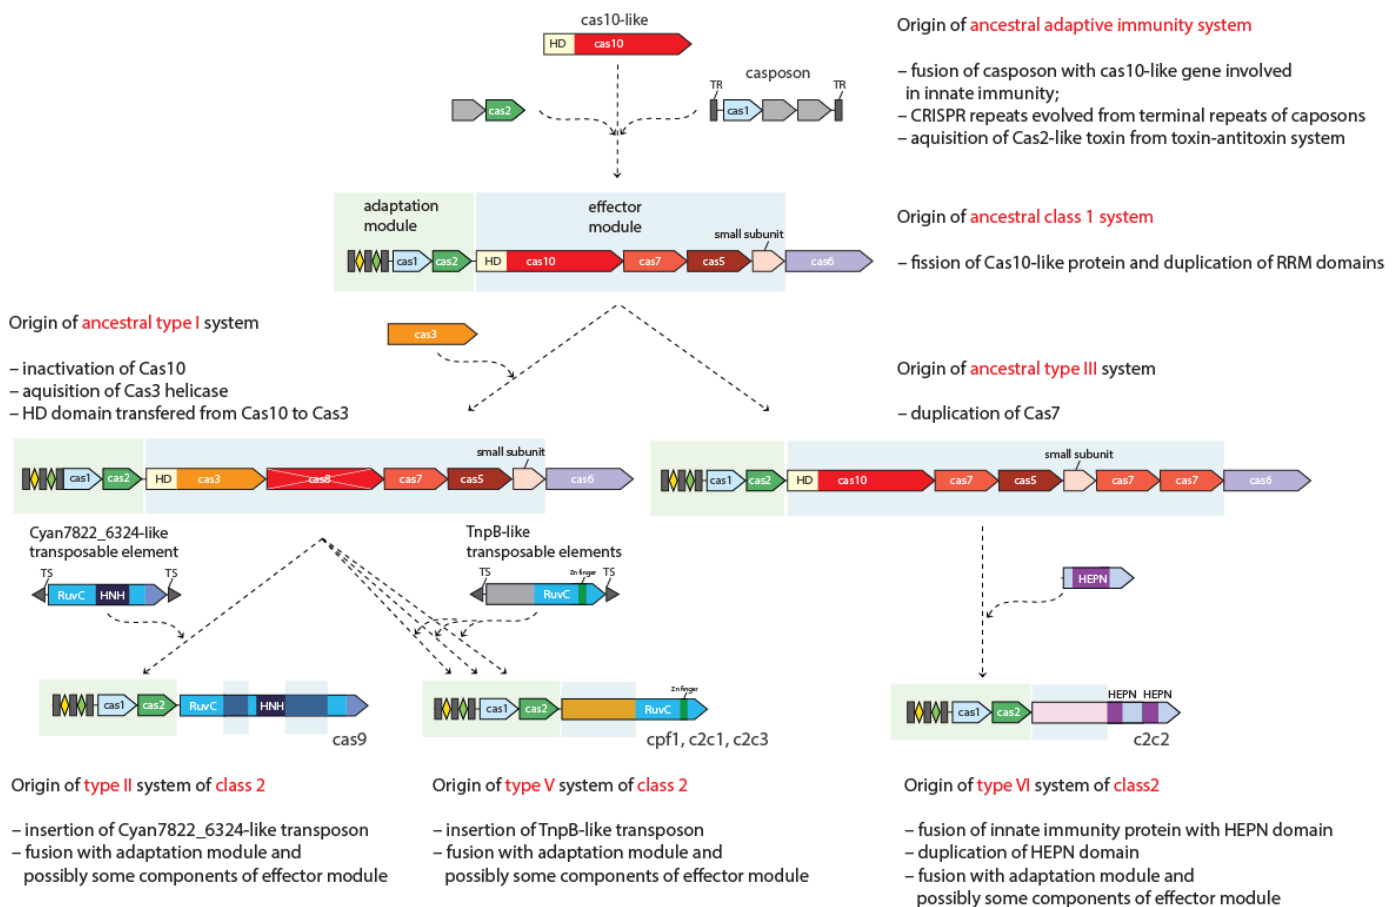 cas10-like
HD cas10
Origin of ancestral adaptive immunity system
– fusion of casposon with cas10-like gene involved
in innate immunity;
– CRISPR repeats evolved from terminal repeats of caposons
– aquisition of Cas2-like toxin from toxin-antitoxin system
casposon
TR TR
cas2
cas1
adaptation
module
effector
module
small subunit
cas1 cas2 HD cas10 cas7 cas5 cas6
Origin of ancestral class 1 system
– fission of Cas10-like protein and duplication of RRM domains
Origin of ancestral type I system
– inactivation of Cas10
– aquisition of Cas3 helicase
– HD domain transfered from Cas10 to Cas3
cas3
Origin of ancestral type III system
– duplication of Cas7
small subunit
cas1 cas2 HD cas3 cas8 cas7 cas5 cas6
small subunit
cas1 cas2 HD cas10 cas7 cas5 cas7 cas7 cas6
Cyan7822_6324-like
transposable element
TS TS
RuvC HNH
TnpB-like
transposable elements
TS Zn finger TS
RuvC
HEPN
cas1 cas2 RuvC HNH
cas9
Zn finger
cas1 cas2 RuvC
cpf1, c2c1, c2c3
HEPN HEPN
cas1 cas2
c2c2
Origin of type II system of class 2
– insertion of Cyan7822_6324-like transposon
– fusion with adaptation module and
possibly some components of effector module
Origin of type V system of class 2
– insertion of TnpB-like transposon
– fusion with adaptation module and
possibly some components of effector module
Origin of type VI system of class2
– fusion of innate immunity protein with HEPN domain
– duplication of HEPN domain
– fusion with adaptation module and
possibly some components of effector module